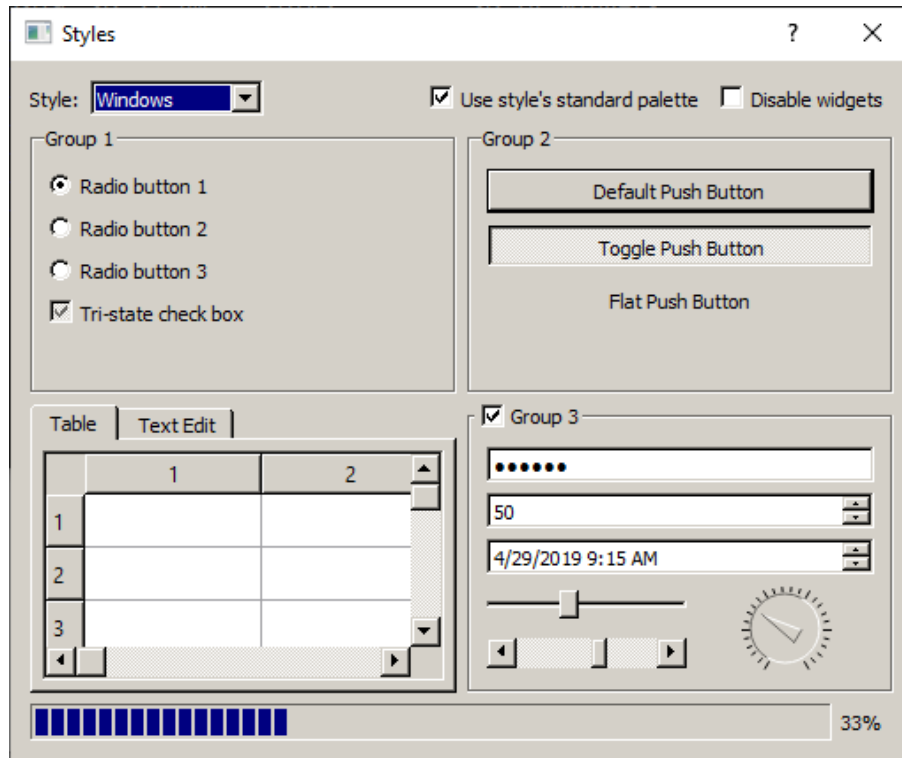 Styles
?
Style: Windows
Use style's standard palette
Disable widgets
Group 1
Radio button 1
Radio button 2
Radio button 3
Tri-state check box
Group 2
Default Push Button
Toggle Push Button
Flat Push Button
Table
Text Edit
1 2
1
2
3
Group 3
●●●●●●
50
4/29/2019 9:15 AM
33%